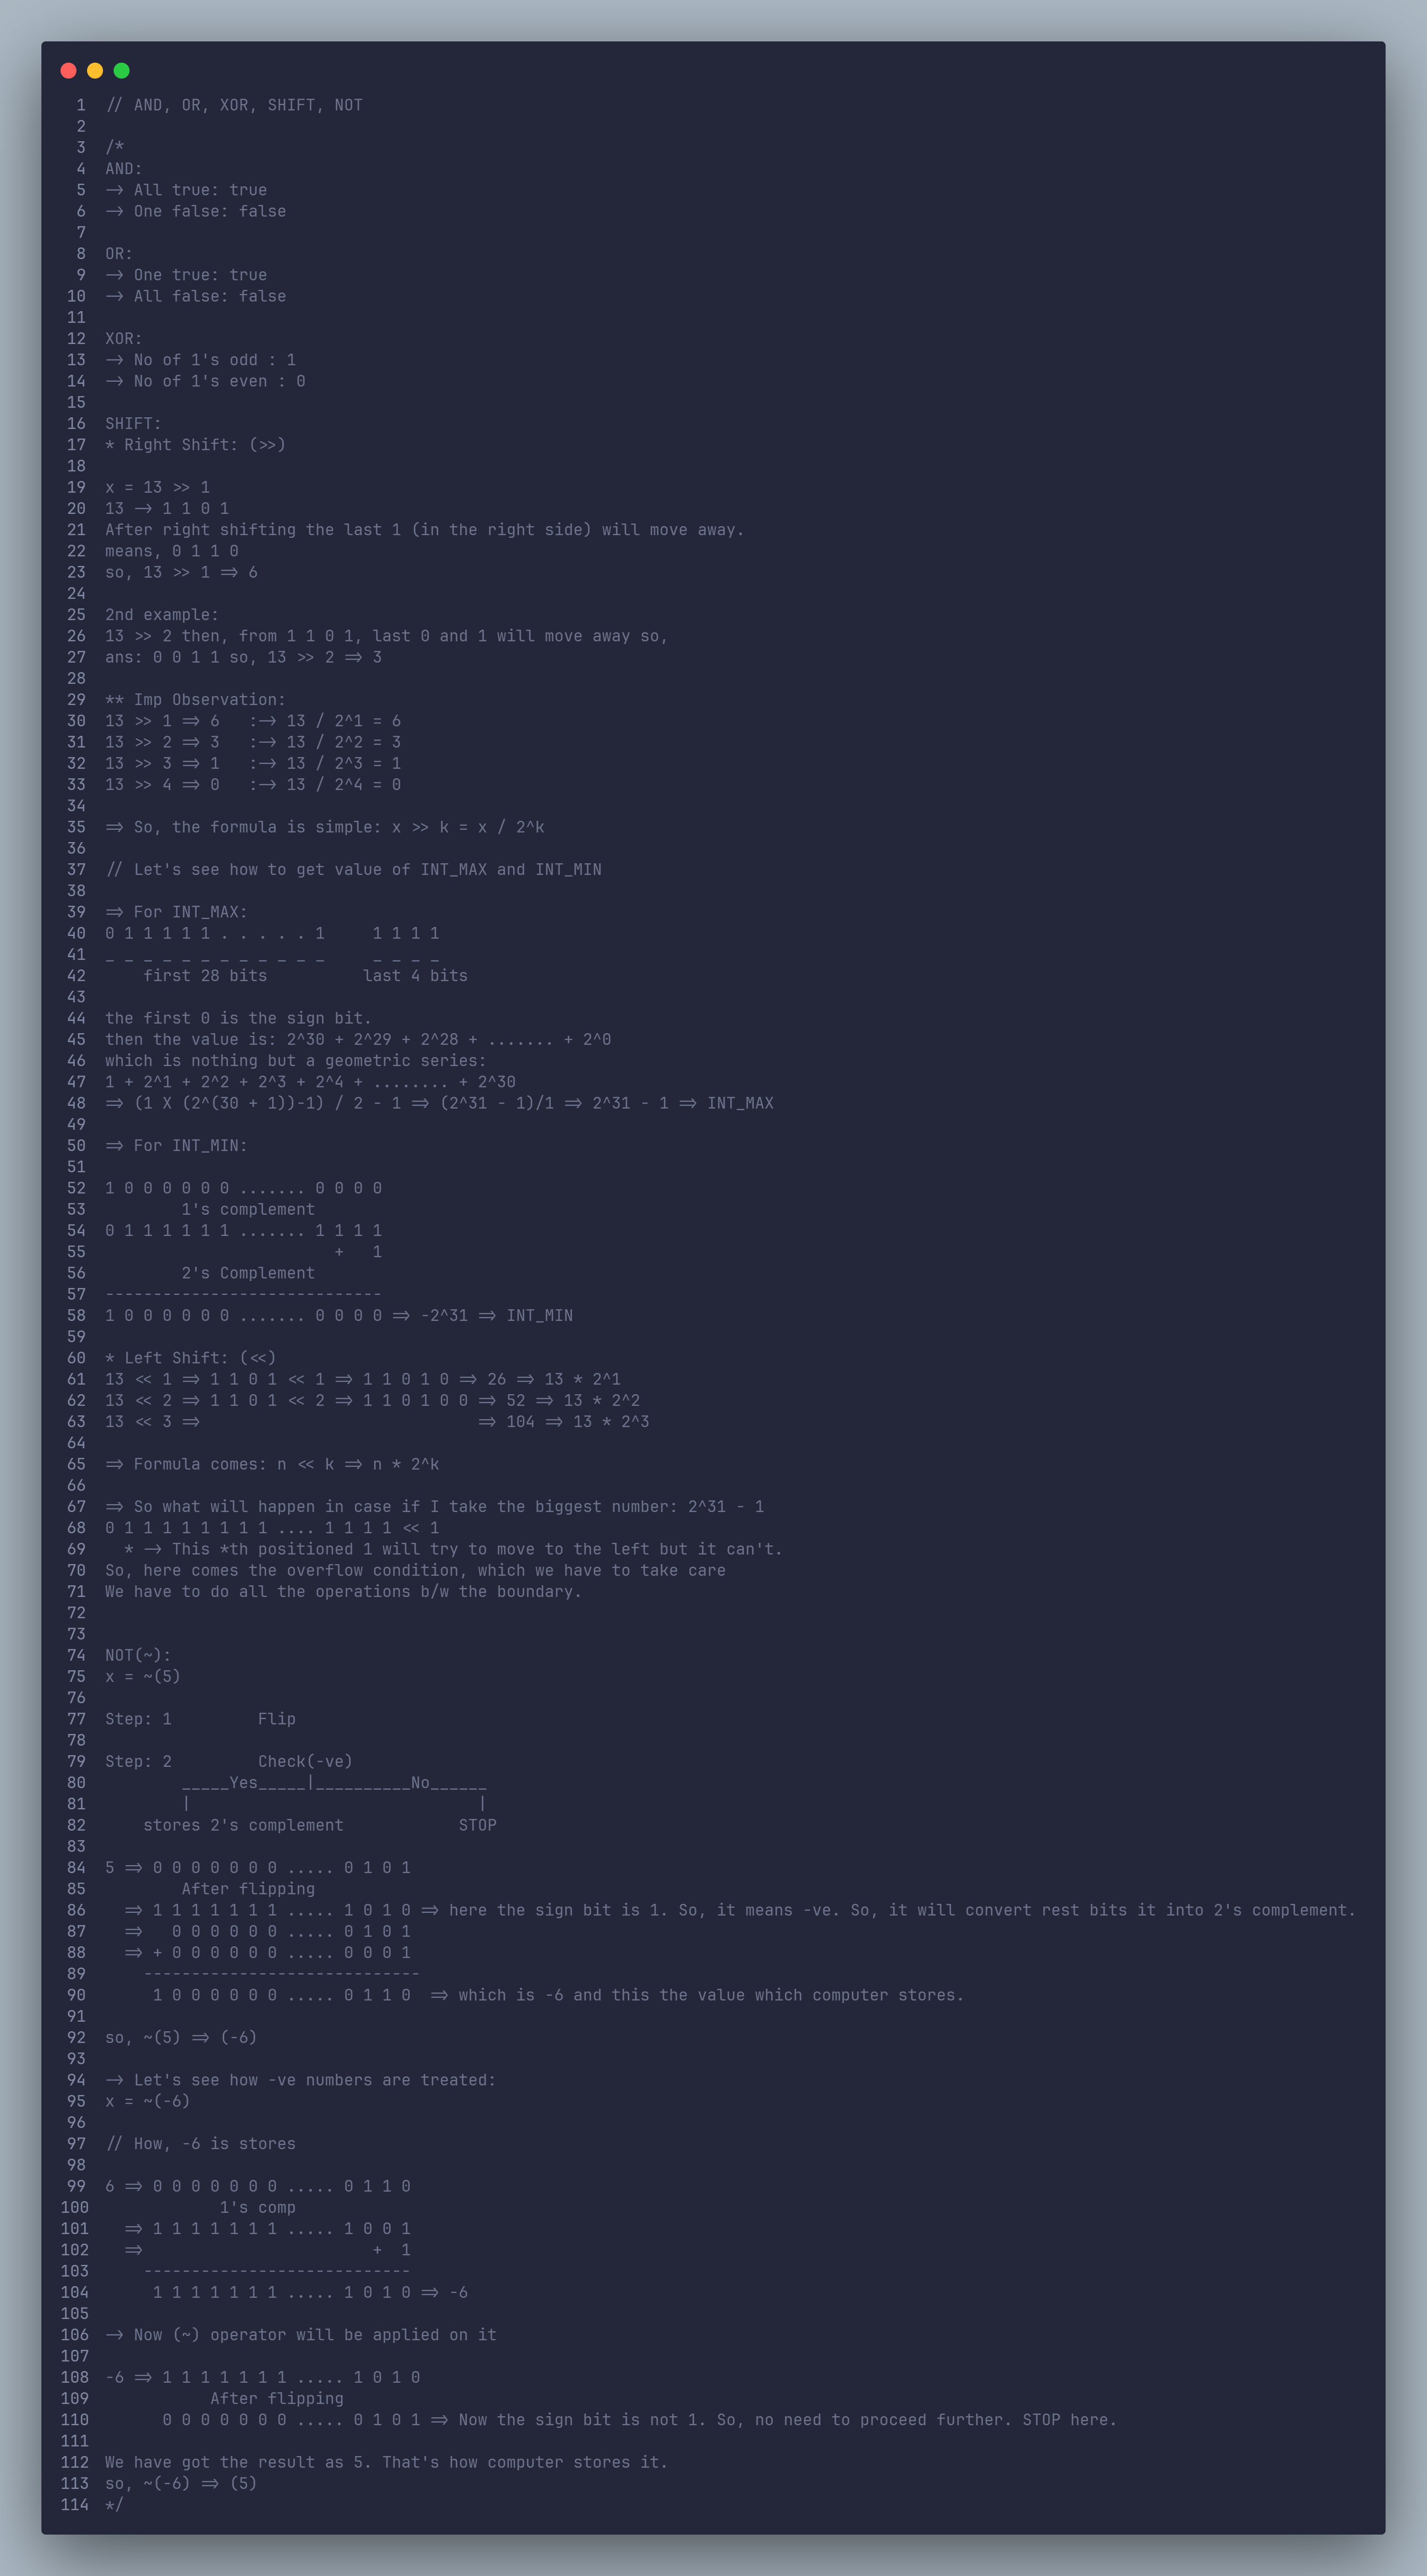 1 // AND, OR, XOR, SHIFT, NOT
2
3 /*
4 AND:
5 -> All true: true
6 -> One false: false
7
8 OR:
9 -> One true: true
10 -> All false: false
11
12 XOR:
13 -> No of 1's odd : 1
14 -> No of 1's even : 0
15
16 SHIFT:
17 * Right Shift: (>>)
18
19 x = 13 >> 1
20 13 -> 1 1 0 1
21 After right shifting the last 1 (in the right side) will move away.
22 means, 0 1 1 0
23 so, 13 >> 1 => 6
24
25 2nd example:
26 13 >> 2 then, from 1 1 0 1, last 0 and 1 will move away so,
27 ans: 0 0 1 1 so, 13 >> 2 => 3
28
29 ** Imp Observation:
30 13 >> 1 => 6   :-> 13 / 2^1 = 6
31 13 >> 2 => 3   :-> 13 / 2^2 = 3
32 13 >> 3 => 1   :-> 13 / 2^3 = 1
33 13 >> 4 => 0   :-> 13 / 2^4 = 0
34
35 => So, the formula is simple: x >> k = x / 2^k
36
37 // Let's see how to get value of INT_MAX and INT_MIN
38
39 => For INT_MAX:
40 0 1 1 1 1 1 . . . . . 1     1 1 1 1
41 _ _ _ _ _ _ _ _ _ _ _ _     _ _ _ _
42     first 28 bits          last 4 bits
43
44 the first 0 is the sign bit.
45 then the value is: 2^30 + 2^29 + 2^28 + ....... + 2^0
46 which is nothing but a geometric series:
47 1 + 2^1 + 2^2 + 2^3 + 2^4 + ........ + 2^30
48 => (1 X (2^(30 + 1))-1) / 2 - 1 => (2^31 - 1)/1 => 2^31 - 1 => INT_MAX
49
50 => For INT_MIN:
51
52 1 0 0 0 0 0 0 ....... 0 0 0 0
53         1's complement
54 0 1 1 1 1 1 1 ....... 1 1 1 1
55                         +   1
56         2's Complement
57 -----------------------------
58 1 0 0 0 0 0 0 ....... 0 0 0 0 => -2^31 => INT_MIN
59
60 * Left Shift: (<<)
61 13 << 1 => 1 1 0 1 << 1 => 1 1 0 1 0 => 26 => 13 * 2^1
62 13 << 2 => 1 1 0 1 << 2 => 1 1 0 1 0 0 => 52 => 13 * 2^2
63 13 << 3 =>                             => 104 => 13 * 2^3
64
65 => Formula comes: n << k => n * 2^k
66
67 => So what will happen in case if I take the biggest number: 2^31 - 1
68 0 1 1 1 1 1 1 1 1 .... 1 1 1 1 << 1
69   * -> This *th positioned 1 will try to move to the left but it can't.
70 So, here comes the overflow condition, which we have to take care
71 We have to do all the operations b/w the boundary.
72
73
74 NOT(~):
75 x = ~(5)
76
77 Step: 1         Flip
78
79 Step: 2         Check(-ve)
80         _____Yes_____|__________No______
81         |                              |
82     stores 2's complement            STOP
83
84 5 => 0 0 0 0 0 0 0 ..... 0 1 0 1
85         After flipping
86   => 1 1 1 1 1 1 1 ..... 1 0 1 0 => here the sign bit is 1. So, it means -ve. So, it will convert rest bits it into 2's complement.
87   =>   0 0 0 0 0 0 ..... 0 1 0 1
88   => + 0 0 0 0 0 0 ..... 0 0 0 1
89     -----------------------------
90      1 0 0 0 0 0 0 ..... 0 1 1 0  => which is -6 and this the value which computer stores.
91
92 so, ~(5) => (-6)
93
94 -> Let's see how -ve numbers are treated:
95 x = ~(-6)
96
97 // How, -6 is stores
98
99 6 => 0 0 0 0 0 0 0 ..... 0 1 1 0
100             1's comp
101   => 1 1 1 1 1 1 1 ..... 1 0 0 1
102   =>                        +  1
103     ----------------------------
104      1 1 1 1 1 1 1 ..... 1 0 1 0 => -6
105
106 -> Now (~) operator will be applied on it
107
108 -6 => 1 1 1 1 1 1 1 ..... 1 0 1 0
109            After flipping
110       0 0 0 0 0 0 0 ..... 0 1 0 1 => Now the sign bit is not 1. So, no need to proceed further. STOP here.
111
112 We have got the result as 5. That's how computer stores it.
113 so, ~(-6) => (5)
114 */